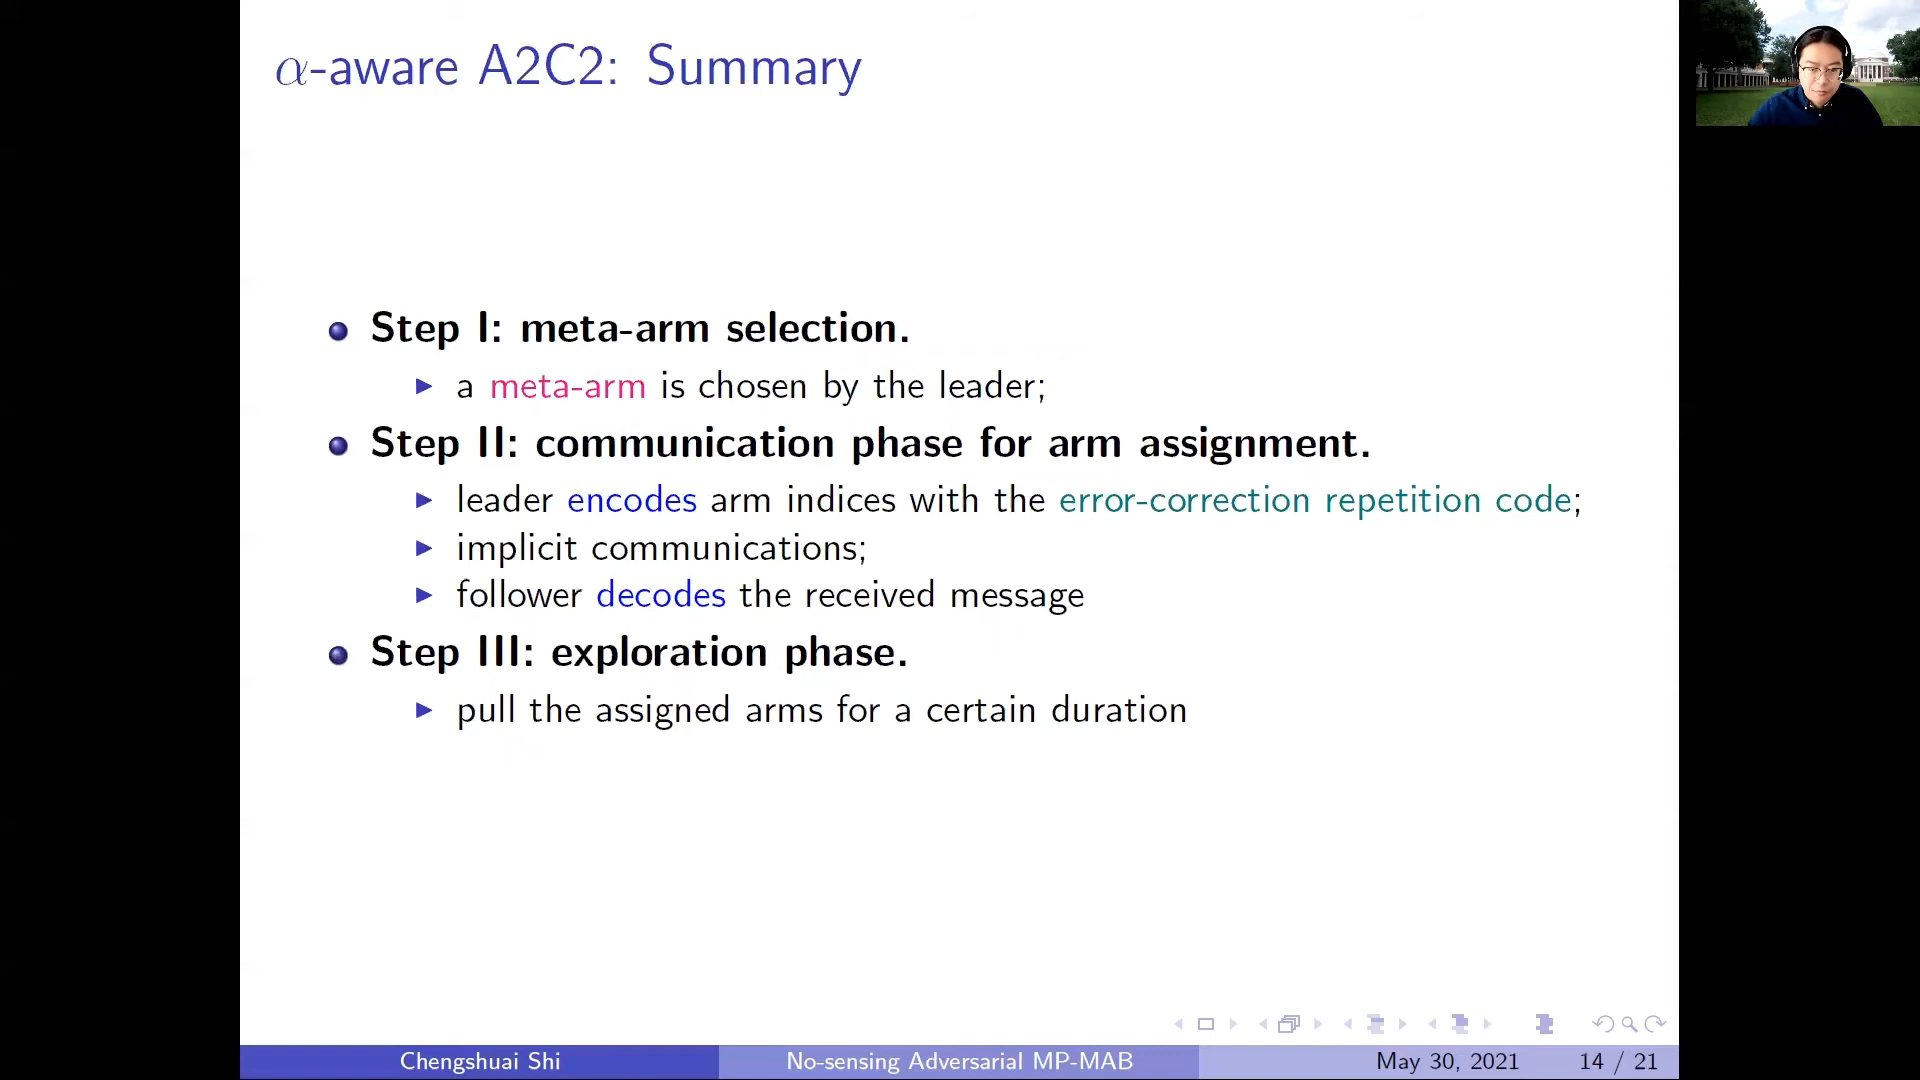 α-aware A2C2: Summary
Step I: meta-arm selection.
a meta-arm is chosen by the leader;
Step II: communication phase for arm assignment.
leader encodes arm indices with the error-correction repetition code;
implicit communications;
follower decodes the received message
Step III: exploration phase.
pull the assigned arms for a certain duration
Chengshuai Shi
No-sensing Adversarial MP-MAB
May 30, 2021
14 / 21